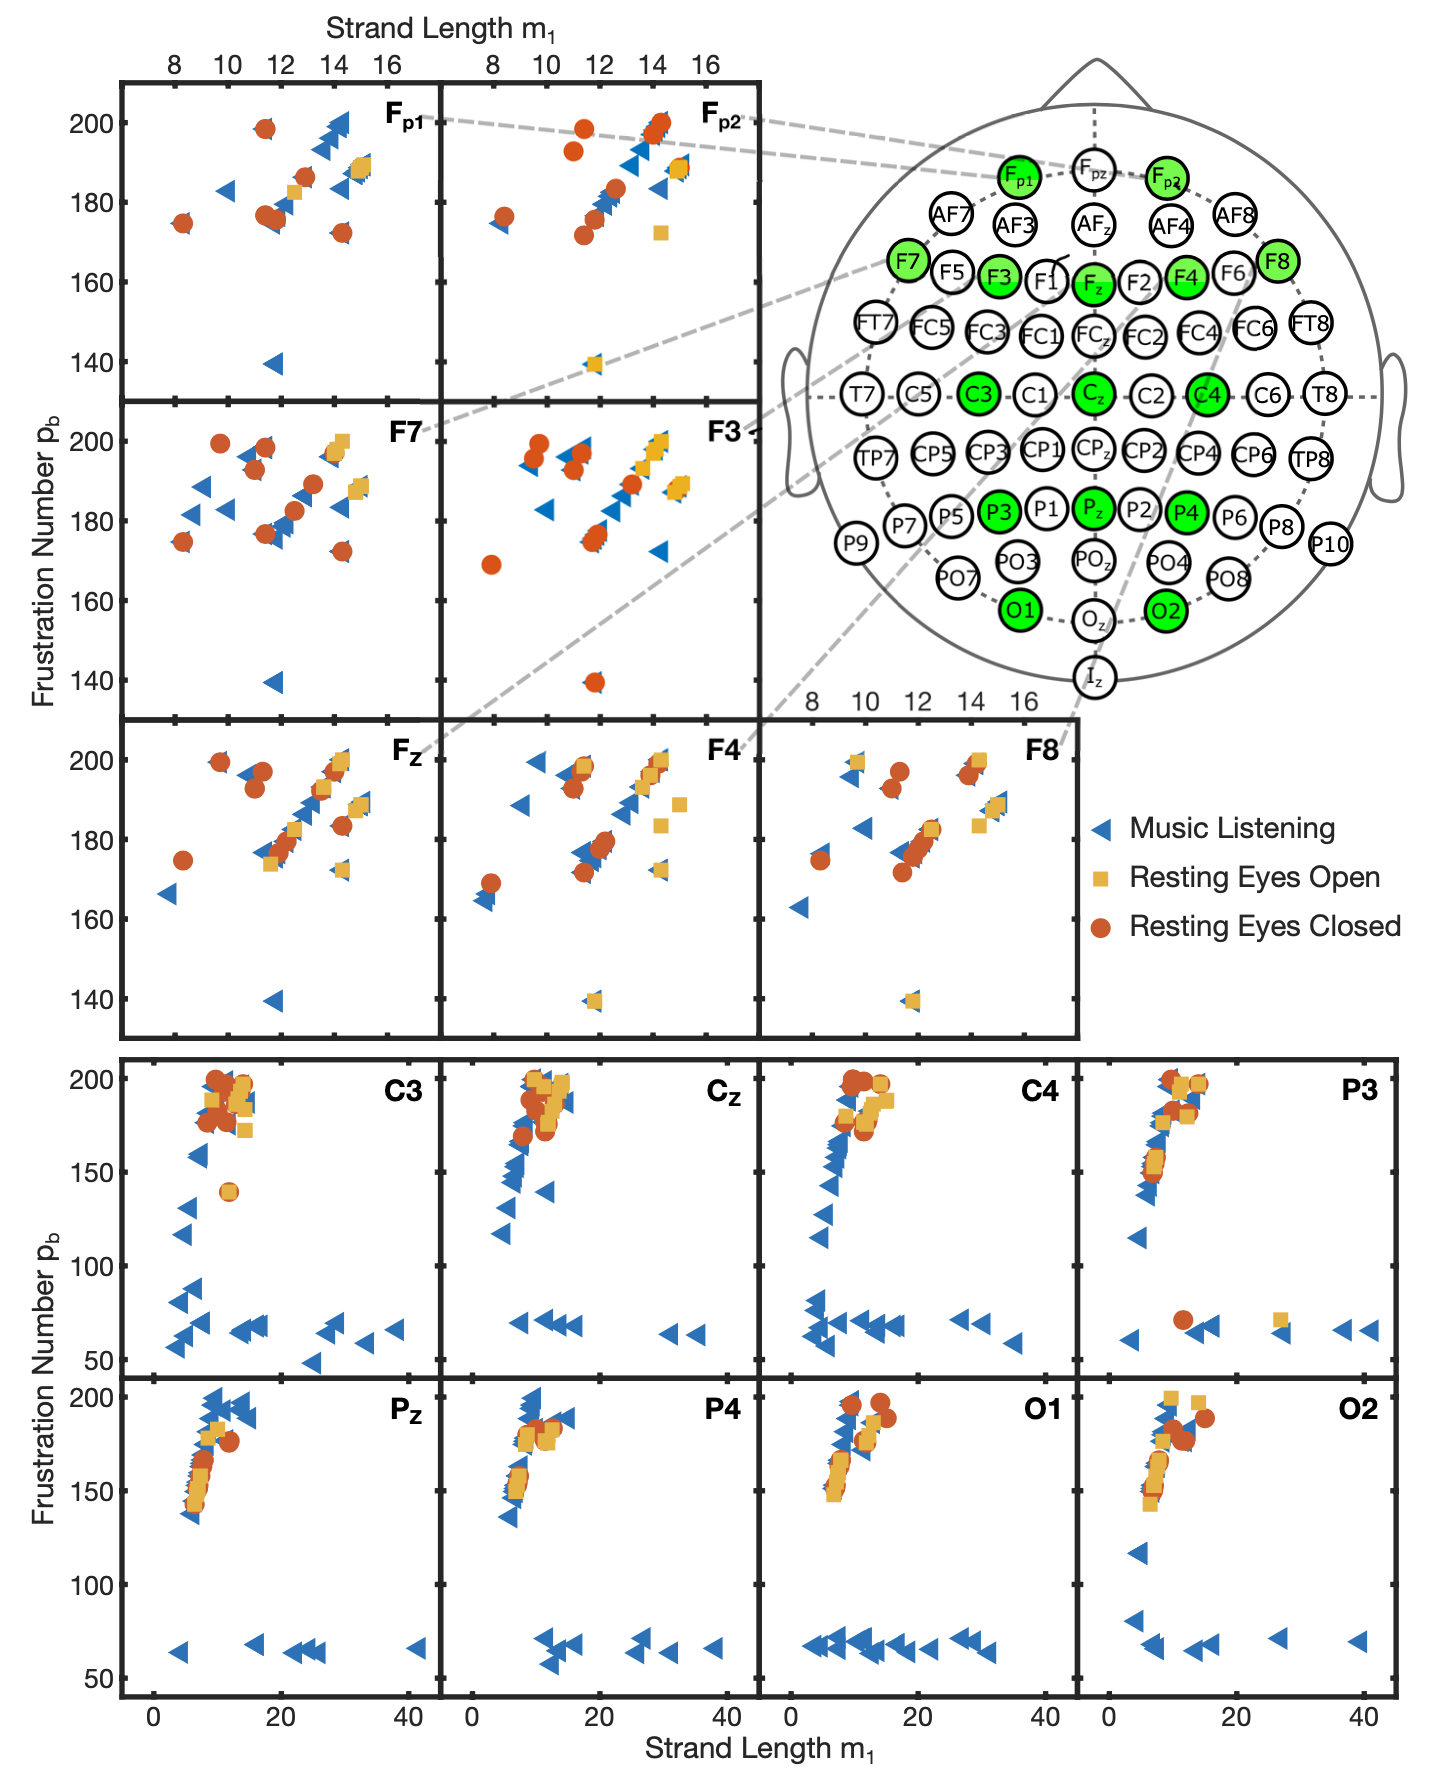 Strand Length m1
8 10 12 14 16 8 10 12 14 16
Frustration Number pb
200
180
160
140
Fp1
Fp2
200
180
160
140
F7
F3
200
180
160
140
Fz
F4
8 10 12 14 16
F8
Fp1 Fpz Fp2
AF7 AF3 AFz AF4 AF8
F7 F5 F3 F1 Fz F2 F4 F6 F8
FT7 FC5 FC3 FC1 FCz FC2 FC4 FC6 FT8
T7 C5 C3 C1 Cz C2 C4 C6 T8
TP7 CP5 CP3 CP1 CPz CP2 CP4 CP6 TP8
P9 P7 P5 P3 P1 Pz P2 P4 P6 P8 P10
PO7 PO3 POz PO4 PO8
O1 Oz O2
Iz
Music Listening
Resting Eyes Open
Resting Eyes Closed
Frustration Number pb
200
150
100
50
C3
Cz
C4
P3
200
150
100
50
Pz
P4
O1
O2
0 20 40 0 20 40 0 20 40 0 20 40
Strand Length m1